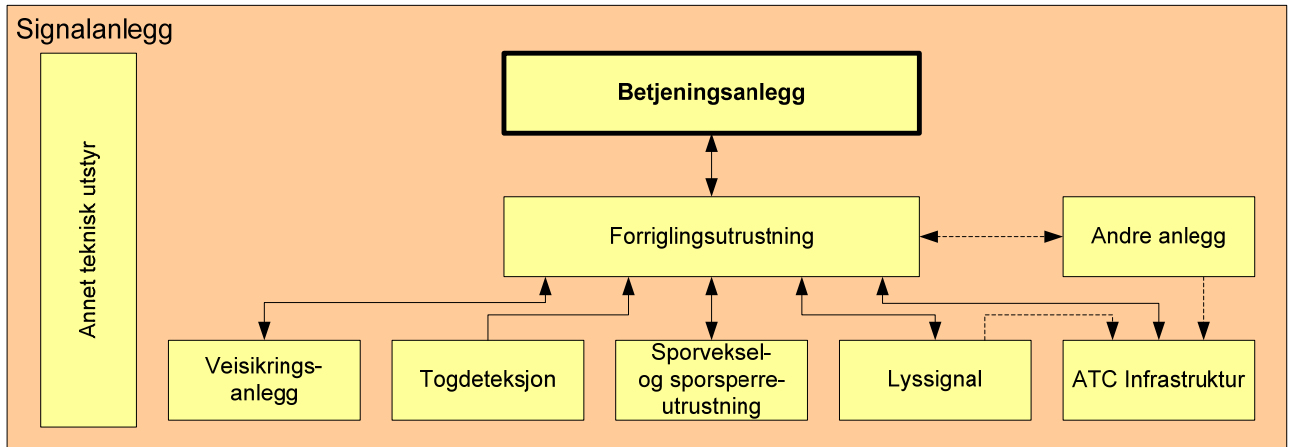 Signalanlegg
Annet teknisk utstyr
Betjeningsanlegg
Forriglingsutrustning
Andre anlegg
Veisikrings-
anlegg
Togdeteksjon
Sporveksel-
og sporsperre-
utrustning
Lyssignal
ATC Infrastruktur